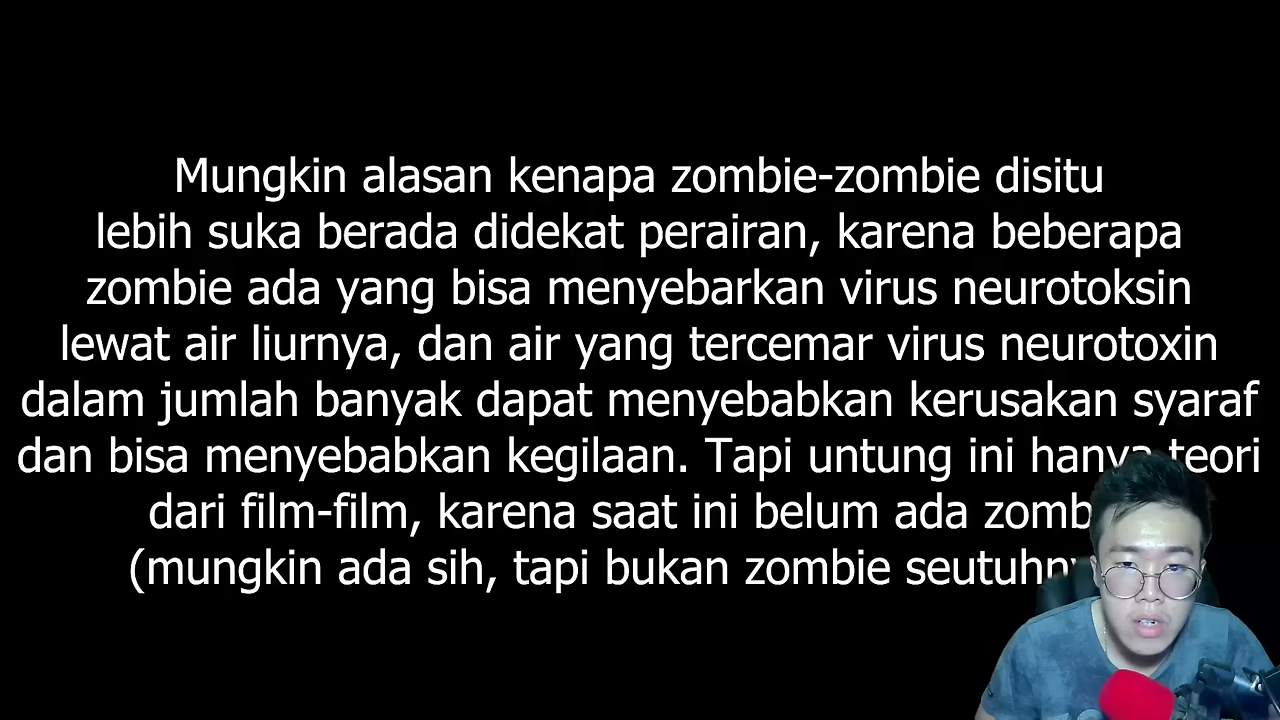 Mungkin alasan kenapa zombie-zombie disitu
lebih suka berada didekat perairan, karena beberapa
zombie ada yang bisa menyebarkan virus neurotoksin
lewat air liurnya, dan air yang tercemar virus neurotoxin
dalam jumlah banyak dapat menyebabkan kerusakan syaraf
dan bisa menyebabkan kegilaan. Tapi untung ini hanya teori
dari film-film, karena saat ini belum ada
(mungkin ada sih, tapi bukan zombie